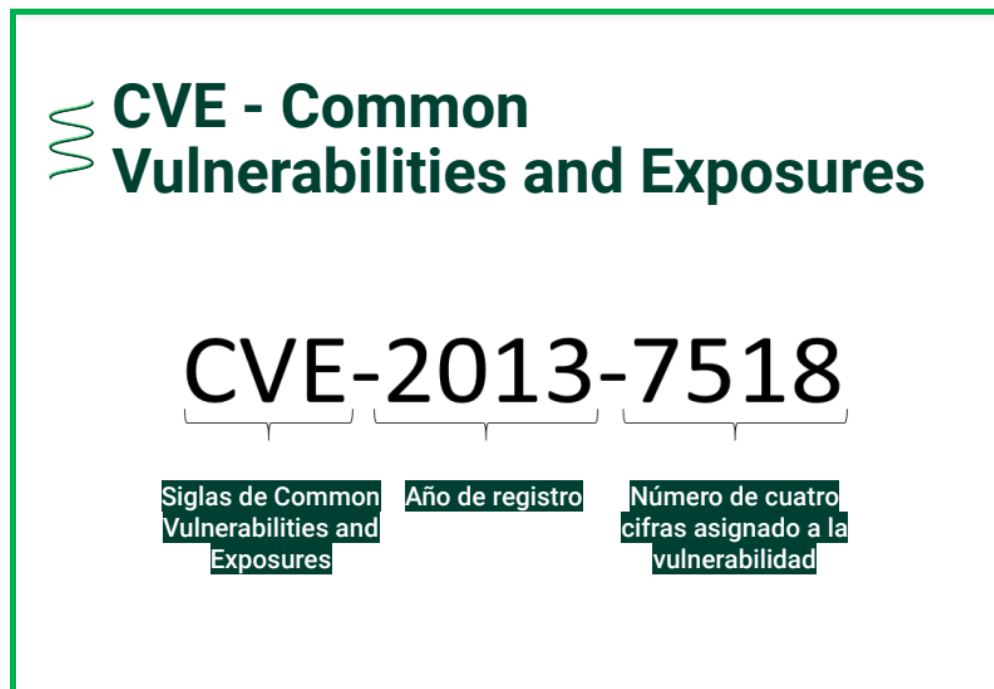 CVE - Common
Vulnerabilities and Exposures
CVE-2013-7518
Siglas de Common
Vulnerabilities and
Exposures
Año de registro
Número de cuatro
cifras asignado a la
vulnerabilidad